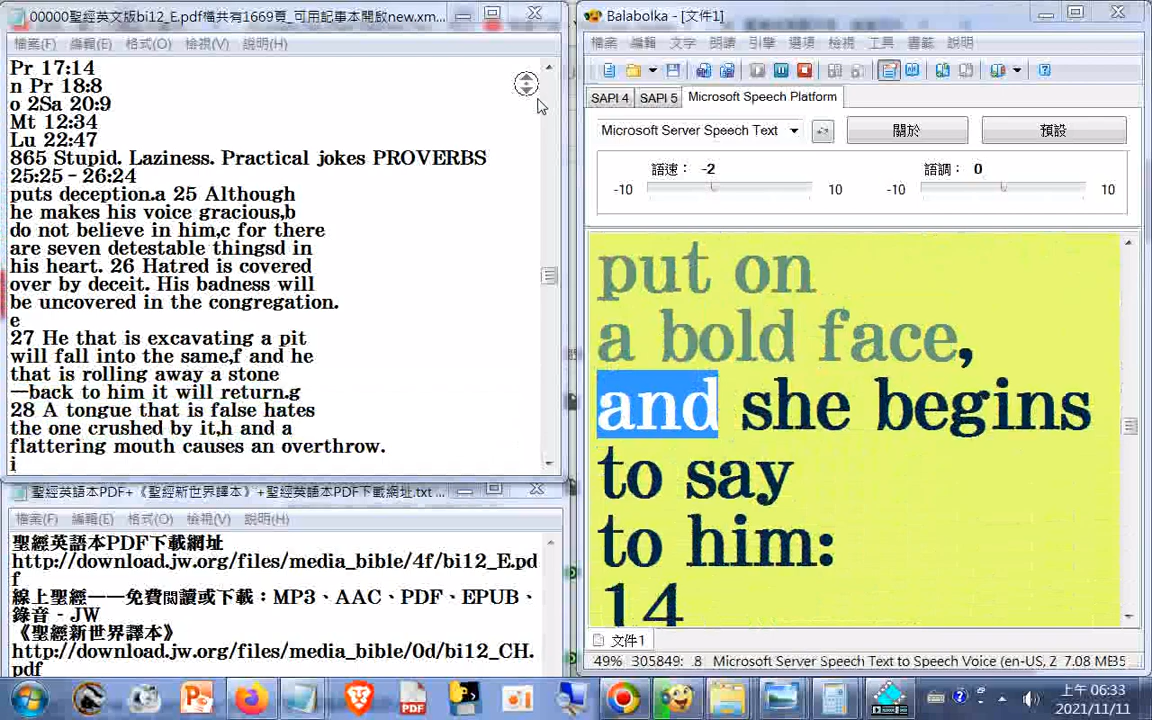 00000聖經英文版bi12_E.pdf檔共有1669頁_可用記事本開啟new.xm...
檔案(F) 編輯(E) 格式(O) 檢視(V) 說明(H)
Pr 17:14
n Pr 18:8
o 2Sa 20:9
Mt 12:34
Lu 22:47
865 Stupid. Laziness. Practical jokes PROVERBS
25:25–26:24
puts deception.a 25 Although
he makes his voice gracious,b
do not believe in him,c for there
are seven detestable thingsd in
his heart. 26 Hatred is covered
over by deceit. His badness will
be uncovered in the congregation.
e
27 He that is excavating a pit
will fall into the same,f and he
that is rolling away a stone
—back to him it will return.g
28 A tongue that is false hates
the one crushed by it,h and a
flattering mouth causes an overthrow.
i
聖經英語本PDF+《聖經新世界譯本》+聖經英語本PDF下載網址.txt ...
檔案(F) 編輯(E) 格式(O) 檢視(V) 說明(H)
聖經英語本PDF下載網址
http://download.jw.org/files/media_bible/4f/bi12_E.pd
f
線上聖經——免費閱讀或下載：MP3、AAC、PDF、EPUB、
錄音 - JW
《聖經新世界譯本》
http://download.jw.org/files/media_bible/0d/bi12_CH.
pdf
Balabolka - [文件1]
檔案 編輯 文字 朗讀 引擎 選項 檢視 工具 書籤 說明
SAPI 4 SAPI 5 Microsoft Speech Platform
Microsoft Server Speech Text 關於 預設
語速： -2 語調： 0
-10 10 -10 10
put on
a bold face,
and she begins
to say
to him:
14
文件1
49% 305849: .8 Microsoft Server Speech Text to Speech Voice (en-US, Z 7.08 MB35
上午 06:33
2021/11/11